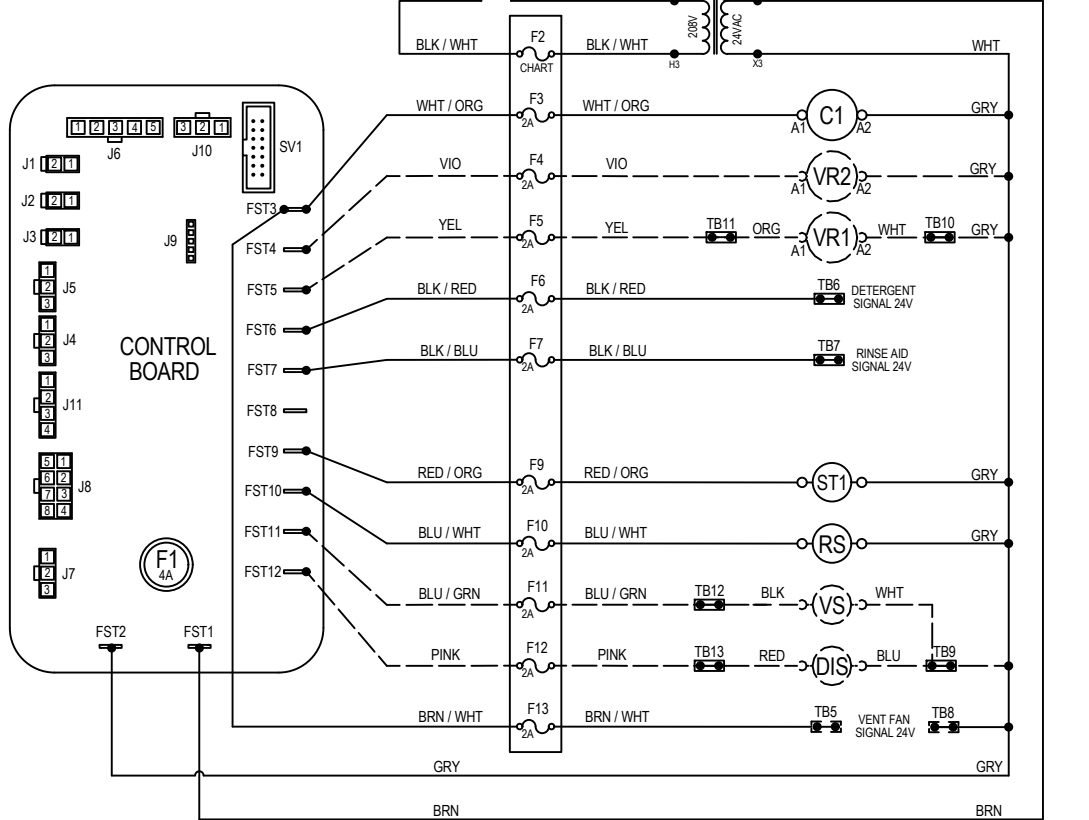 208V
24VAC
H3
X3
BLK / WHT
F2
CHART
BLK / WHT
WHT
WHT / ORG
F3
2A
WHT / ORG
A1
C1
A2
GRY
VIO
F4
2A
VIO
A1
VR2
A2
GRY
YEL
F5
2A
YEL
TB11
ORG
A1
VR1
A2
WHT
TB10
GRY
BLK / RED
F6
2A
BLK / RED
TB6
DETERGENT
SIGNAL 24V
BLK / BLU
F7
2A
BLK / BLU
TB7
RINSE AID
SIGNAL 24V
RED / ORG
F9
2A
RED / ORG
ST1
GRY
BLU / WHT
F10
2A
BLU / WHT
RS
GRY
BLU / GRN
F11
2A
BLU / GRN
TB12
BLK
VS
WHT
PINK
F12
2A
PINK
TB13
RED
DIS
BLU
TB9
BRN / WHT
F13
2A
BRN / WHT
TB5
VENT FAN
SIGNAL 24V
TB8
GRY
GRY
BRN
BRN
1 2 3 4 5
J6
3 2 1
J10
SV1
J1 2 1
J2 2 1
J3 2 1
J9
1
2
3
J5
1
2
3
J4
1
2
3
4
J11
5 1
6 2
7 3
8 4
J8
1
2
3
J7
CONTROL
BOARD
F1
4A
FST3
FST4
FST5
FST6
FST7
FST8
FST9
FST10
FST11
FST12
FST2
FST1